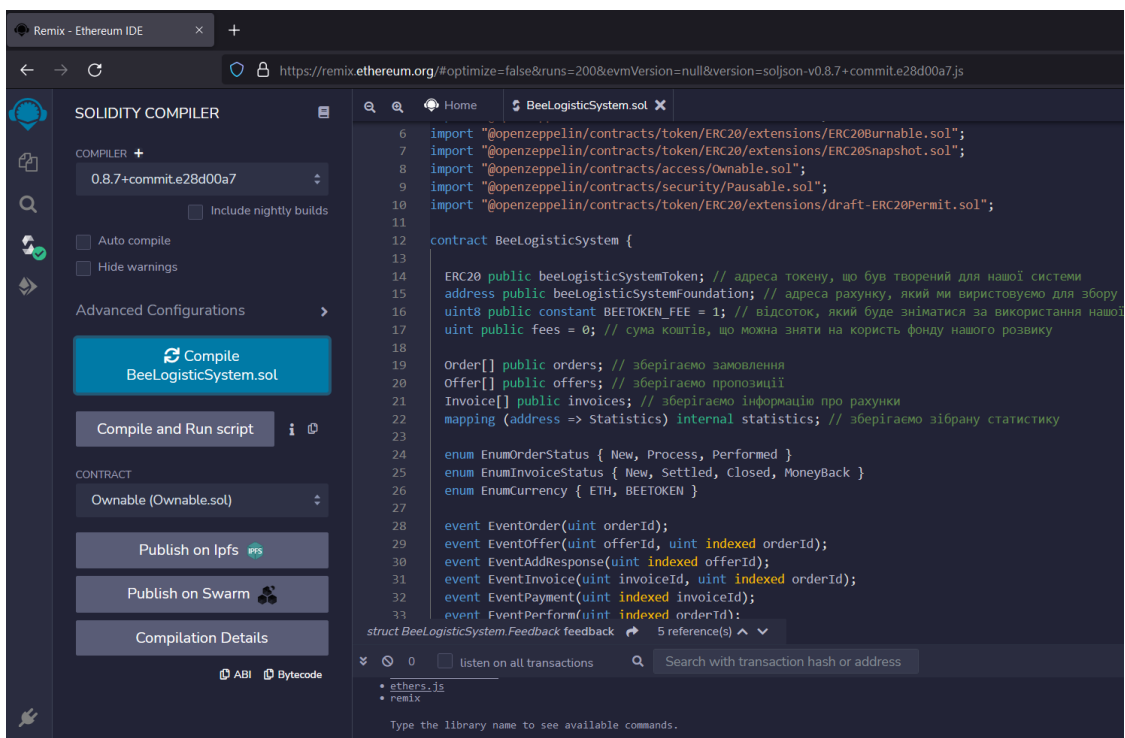 Remix - Ethereum IDE
https://remix.ethereum.org/#optimize=false&runs=200&evmVersion=null&version=soljson-v0.8.7+commit.e28d00a7.js
SOLIDITY COMPILER
COMPILER +
0.8.7+commit.e28d00a7
Include nightly builds
Auto compile
Hide warnings
Advanced Configurations
Compile
BeeLogisticSystem.sol
Compile and Run script
CONTRACT
Ownable (Ownable.sol)
Publish on Ipfs IPFS
Publish on Swarm
Compilation Details
ABI Bytecode
Home BeeLogisticSystem.sol
6 import "@openzeppelin/contracts/token/ERC20/extensions/ERC20Burnable.sol";
7 import "@openzeppelin/contracts/token/ERC20/extensions/ERC20Snapshot.sol";
8 import "@openzeppelin/contracts/access/Ownable.sol";
9 import "@openzeppelin/contracts/security/Pausable.sol";
10 import "@openzeppelin/contracts/token/ERC20/extensions/draft-ERC20Permit.sol";
11
12 contract BeeLogisticSystem {
13
14 ERC20 public beeLogisticSystemToken; // адреса токену, що був творений для нашої системи
15 address public beeLogisticSystemFoundation; // адреса рахунку, який ми вириστовуємо для збору
16 uint8 public constant BEETOKEN_FEE = 1; // відсоток, який буде зніматися за використання нашої
17 uint public fees = 0; // сума коштів, що можна зняти на користь фонду нашого розвику
18
19 Order[] public orders; // зберігаємо замовлення
20 Offer[] public offers; // зберігаємо пропозиції
21 Invoice[] public invoices; // зберігаємо інформацію про рахунки
22 mapping (address => Statistics) internal statistics; // зберігаємо зібрану статистику
23
24 enum EnumOrderStatus { New, Process, Performed }
25 enum EnumInvoiceStatus { New, Settled, Closed, MoneyBack }
26 enum EnumCurrency { ETH, BEETOKEN }
27
28 event EventOrder(uint orderId);
29 event EventOffer(uint offerId, uint indexed orderId);
30 event EventAddResponse(uint indexed offerId);
31 event EventInvoice(uint invoiceId, uint indexed orderId);
32 event EventPayment(uint indexed invoiceId);
33 event EventPerform(uint indexed orderId);
struct BeeLogisticSystem.Feedback feedback 5 reference(s)
0 listen on all transactions Search with transaction hash or address
• ethers.js
• remix
Type the library name to see available commands.